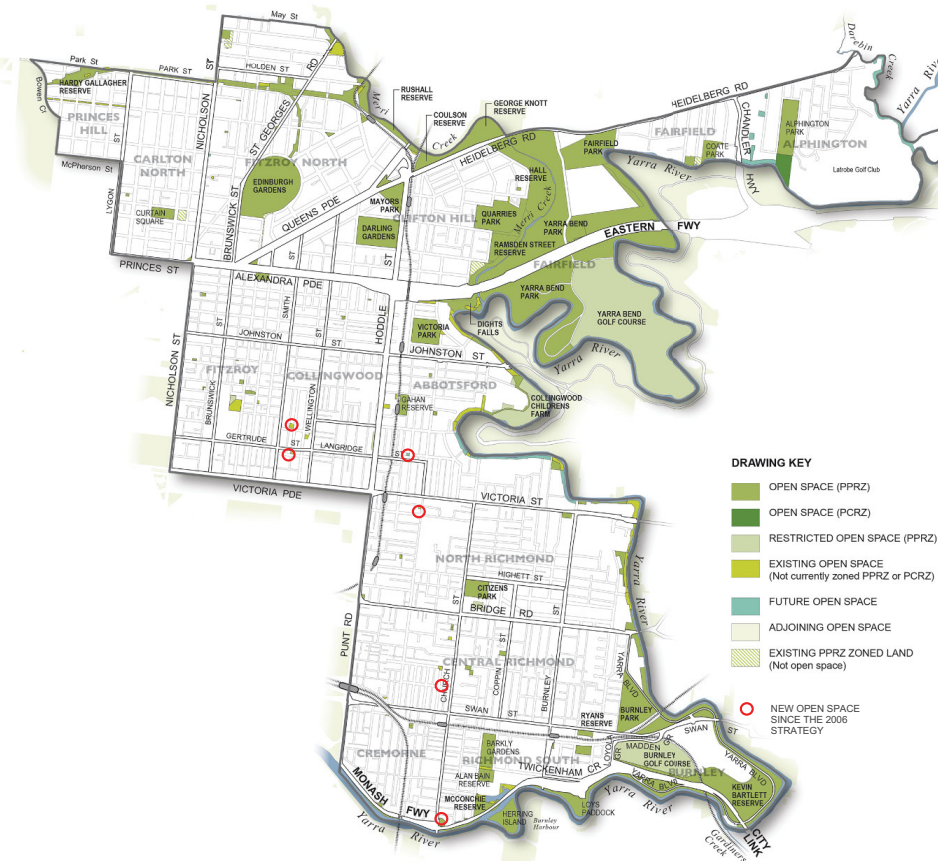 May St
Darebin
Creek
Yarra
River
Park St
PARK ST
HOLDEN ST
ST
RD
NICHOLSON
ST GEORGES
Bowen Cr
HARDY GALLAGHER
RESERVE
PRINCES
HILL
ST
McPherson St
LYGON
CARLTON
NORTH
CURTAIN
SQUARE
BRUNSWICK ST
FITZROY NORTH
EDINBURGH
GARDENS
QUEENS PDE
Merri
Creek
RUSHALL
RESERVE
COULSON
RESERVE
GEORGE KNOTT
RESERVE
HEIDELBERG RD
HEIDELBERG RD
MAYORS
PARK
CLIFTON HILL
DARLING
GARDENS
QUARRIES
PARK
HALL
RESERVE
Merri Creek
RAMSDEN STREET
RESERVE
FAIRFIELD
PARK
YARRA BEND
PARK
FAIRFIELD
COATE
PARK
CHANDLER
HWY
ALPHINGTON
PARK
ALPHINGTON
Latrobe Golf Club
Yarra River
EASTERN FWY
FAIRFIELD
YARRA BEND
PARK
YARRA BEND
GOLF COURSE
Yarra River
PRINCES ST
ALEXANDRA PDE
ST
HODDLE
SMITH
ST
ST
JOHNSTON ST
VICTORIA
PARK
DIGHTS
FALLS
JOHNSTON ST
NICHOLSON ST
FITZROY
COLLINGWOOD
ABBOTSFORD
BRUNSWICK
WELLINGTON
GAHAN
RESERVE
COLLINGWOOD
CHILDRENS
FARM
GERTRUDE ST
LANGRIDGE ST
VICTORIA PDE
VICTORIA ST
NORTH RICHMOND
Yarra River
HIGHETT ST
CITIZENS
PARK
ST
BRIDGE RD
ST
ST
PUNT RD
CENTRAL RICHMOND
CHURCH
COPPIN
BURNLEY
SWAN ST
YARRA BLVD
BURNLEY
PARK
RYANS
RESERVE
SWAN ST
CREMORNE
BARKLY
GARDENS
RICHMOND SOUTH
ALAN BAIN
RESERVE
TWICKENHAM CR
LOYOLA
GR
MADDEN
GR
BURNLEY
GOLF COURSE
BURNLEY
YARRA BLVD
YARRA BLVD
KEVIN
BARTLETT
RESERVE
MONASH FWY
MCCONCHIE
RESERVE
HERRING
ISLAND
Burnley
Harbour
LOYS
PADDOCK
Yarra River
Yarra River
Gardiners
Creek
CITY
LINK
DRAWING KEY
OPEN SPACE (PPRZ)
OPEN SPACE (PCRZ)
RESTRICTED OPEN SPACE (PPRZ)
EXISTING OPEN SPACE
(Not currently zoned PPRZ or PCRZ)
FUTURE OPEN SPACE
ADJOINING OPEN SPACE
EXISTING PPRZ ZONED LAND
(Not open space)
NEW OPEN SPACE
SINCE THE 2006
STRATEGY